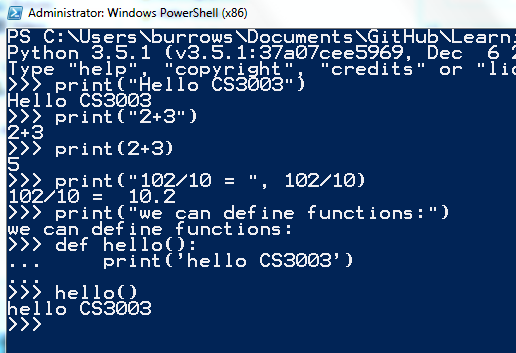 Administrator: Windows PowerShell (x86)
PS C:\Users\burrows\Documents\GitHub\Learni
Python 3.5.1 (v3.5.1:37a07cee5969, Dec  6 2
Type "help", "copyright", "credits" or "lic
>>> print("Hello CS3003")
Hello CS3003
>>> print("2+3")
2+3
>>> print(2+3)
5
>>> print("102/10 = ", 102/10)
102/10 =  10.2
>>> print("we can define functions:")
we can define functions:
>>> def hello():
...     print('hello CS3003')
...
>>> hello()
hello CS3003
>>>